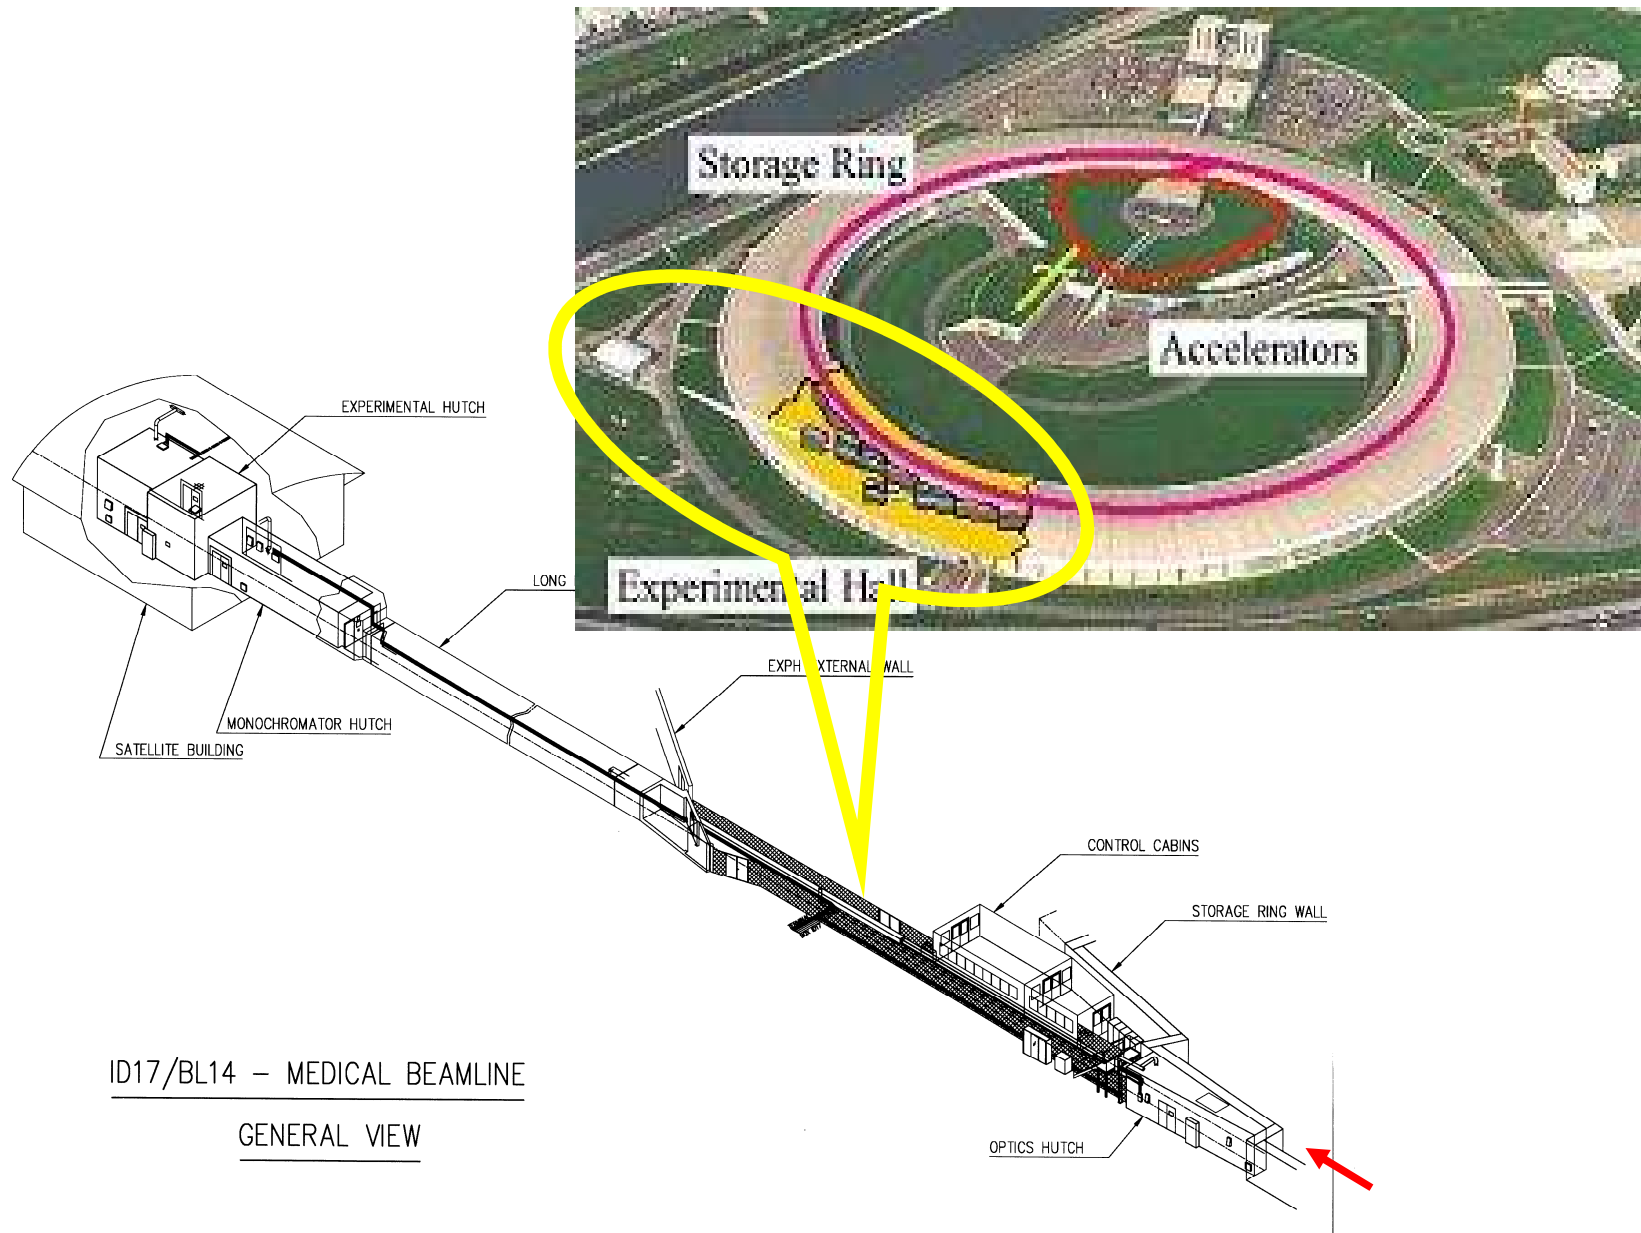 Storage Ring
Accelerators
Experimental Hall
EXPERIMENTAL HUTCH
LONG
EXPH EXTERNAL WALL
MONOCHROMATOR HUTCH
SATELLITE BUILDING
CONTROL CABINS
STORAGE RING WALL
ID17/BL14 - MEDICAL BEAMLINE
GENERAL VIEW
OPTICS HUTCH